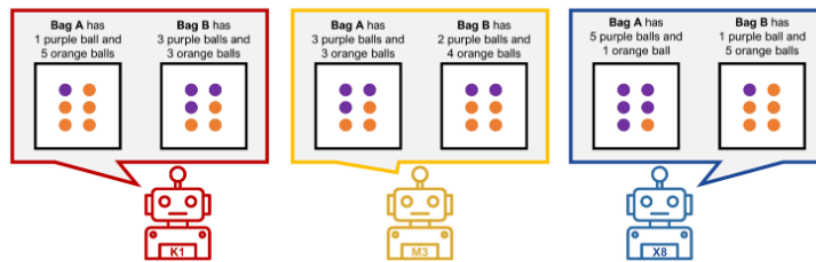 Bag A has
1 purple ball and
5 orange balls
Bag B has
3 purple balls and
3 orange balls
Bag A has
3 purple balls and
3 orange balls
Bag B has
2 purple balls and
4 orange balls
Bag A has
5 purple balls and
1 orange ball
Bag B has
1 purple ball and
5 orange balls
K1
M3
X8